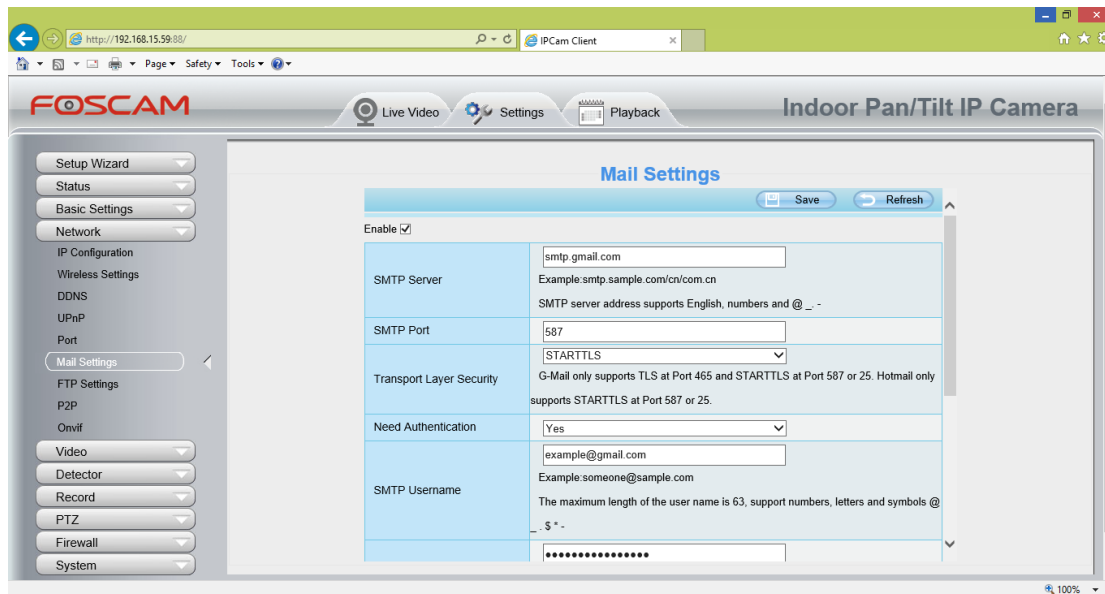 http://192.168.15.59:88/
IPCam Client
Page Safety Tools
FOSCAM
Live Video
Settings
Playback
Indoor Pan/Tilt IP Camera
Setup Wizard
Status
Basic Settings
Network
IP Configuration
Wireless Settings
DDNS
UPnP
Port
Mail Settings
FTP Settings
P2P
Onvif
Video
Detector
Record
PTZ
Firewall
System
Mail Settings
Save
Refresh
Enable
SMTP Server
smtp.gmail.com
Example:smtp.sample.com/cn/com.cn
SMTP server address supports English, numbers and @ _ . -
SMTP Port
587
Transport Layer Security
STARTTLS
G-Mail only supports TLS at Port 465 and STARTTLS at Port 587 or 25. Hotmail only
supports STARTTLS at Port 587 or 25.
Need Authentication
Yes
SMTP Username
example@gmail.com
Example:someone@sample.com
The maximum length of the user name is 63, support numbers, letters and symbols @
_ . $ * -
●●●●●●●●●●●●●●●●
100%